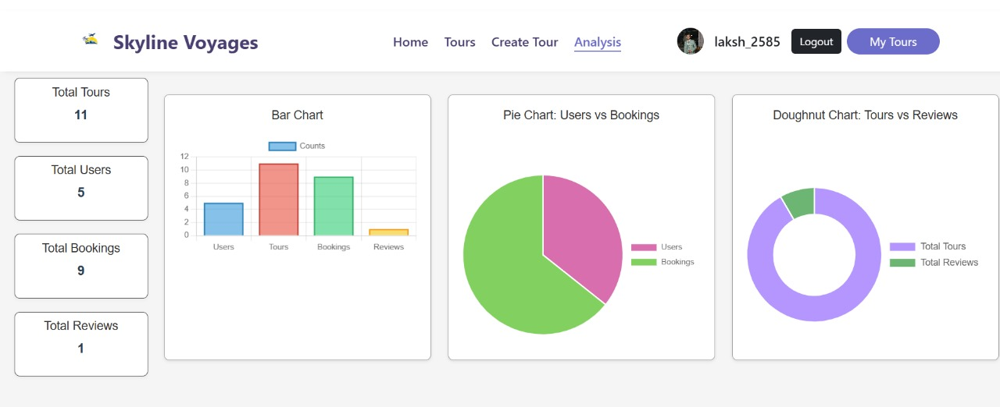 Skyline Voyages
Home Tours Create Tour Analysis
laksh_2585 Logout My Tours
Total Tours
11
Total Users
5
Total Bookings
9
Total Reviews
1
Bar Chart
Counts
12
10
8
6
4
2
0
Users Tours Bookings Reviews
Pie Chart: Users vs Bookings
Users
Bookings
Doughnut Chart: Tours vs Reviews
Total Tours
Total Reviews